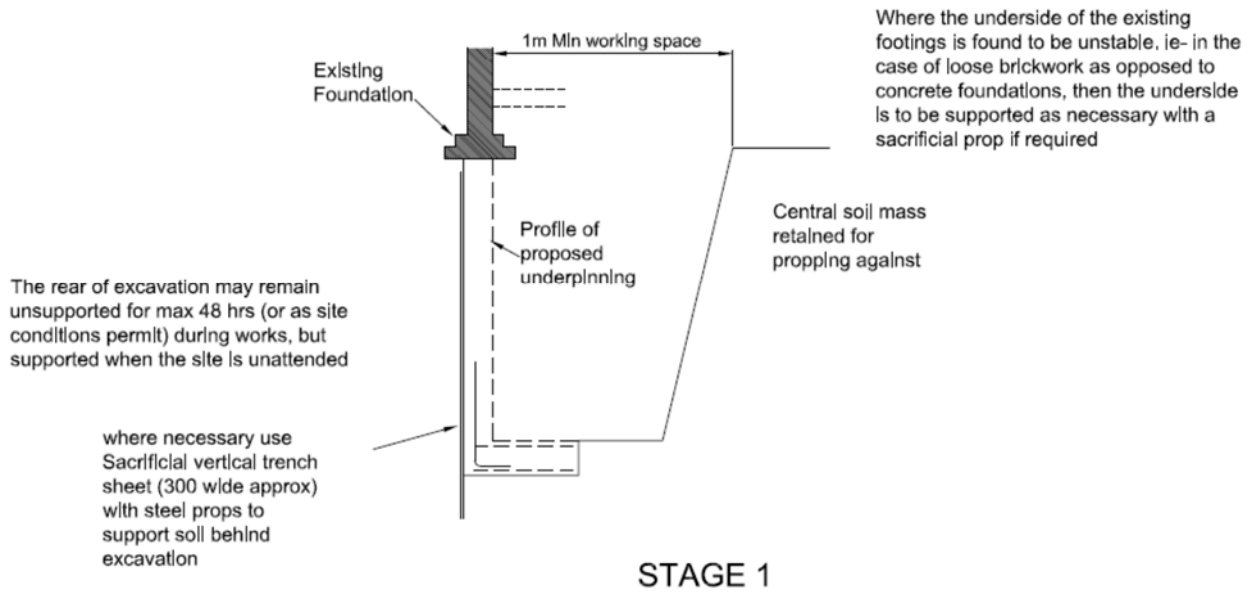 Where the underside of the existing
footings is found to be unstable, ie- in the
case of loose brickwork as opposed to
concrete foundations, then the underside
is to be supported as necessary with a
sacrificial prop if required
1m Min working space
Existing
Foundation
Central soil mass
retained for
propping against
Profile of
proposed
underpinning
The rear of excavation may remain
unsupported for max 48 hrs (or as site
conditions permit) during works, but
supported when the site is unattended
where necessary use
Sacrificial vertical trench
sheet (300 wide approx)
with steel props to
support soil behind
excavation
STAGE 1